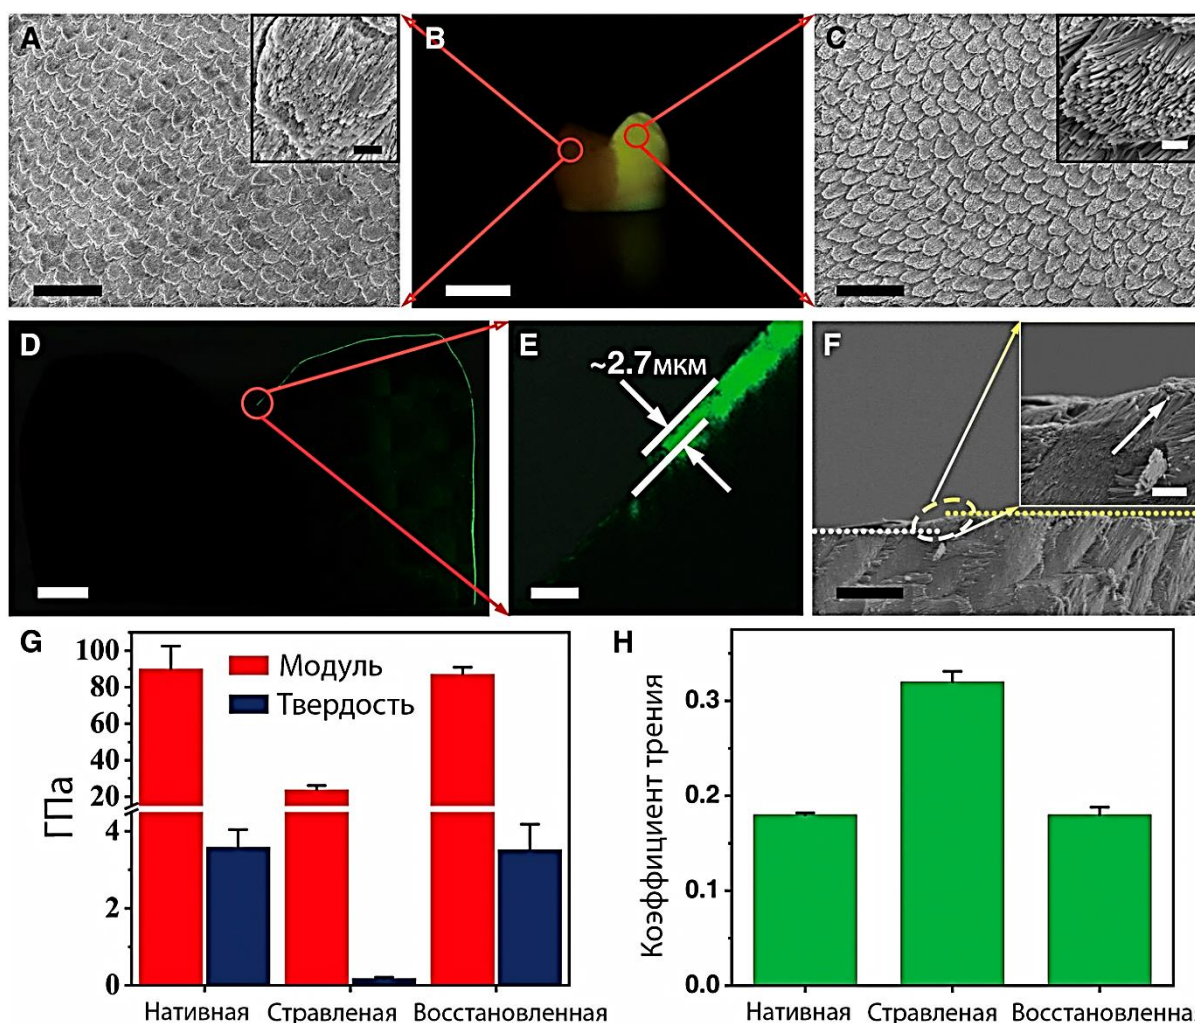 A
B
C
D
E
~2.7мкм
F
G
100
80
60
40
20
4
2
0
ГПа
Модуль
Твердость
Нативная
Стравленая
Восстановленная
H
0.3
0.2
0.1
0.0
Коэффициент трения
Нативная
Стравленая
Восстановленна